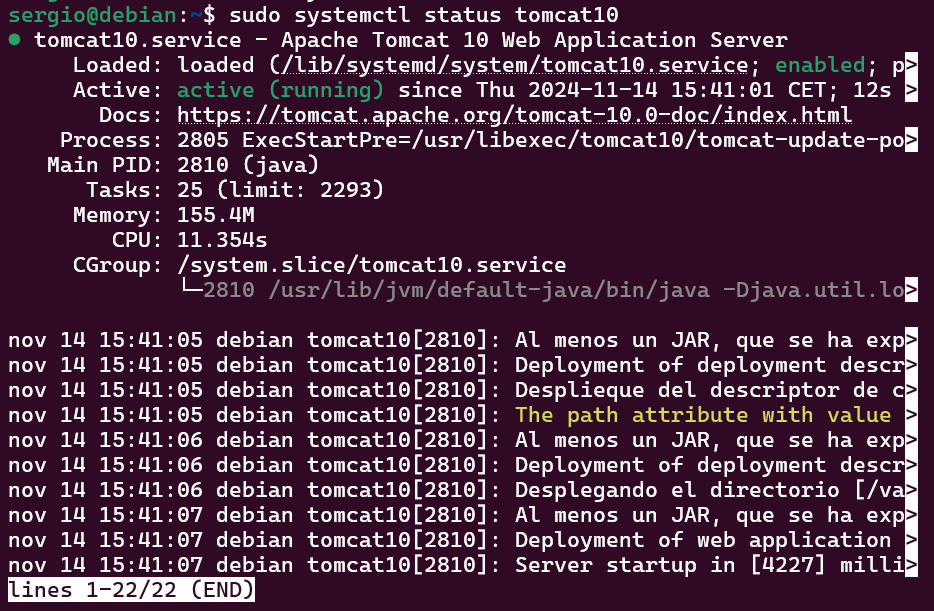 sergio@debian:~$ sudo systemctl status tomcat10
● tomcat10.service - Apache Tomcat 10 Web Application Server
Loaded: loaded (/lib/systemd/system/tomcat10.service; enabled; p>
Active: active (running) since Thu 2024-11-14 15:41:01 CET; 12s >
Docs: https://tomcat.apache.org/tomcat-10.0-doc/index.html
Process: 2805 ExecStartPre=/usr/libexec/tomcat10/tomcat-update-po>
Main PID: 2810 (java)
Tasks: 25 (limit: 2293)
Memory: 155.4M
CPU: 11.354s
CGroup: /system.slice/tomcat10.service
└─2810 /usr/lib/jvm/default-java/bin/java -Djava.util.lo>
nov 14 15:41:05 debian tomcat10[2810]: Al menos un JAR, que se ha exp>
nov 14 15:41:05 debian tomcat10[2810]: Deployment of deployment descr>
nov 14 15:41:05 debian tomcat10[2810]: Desplieque del descriptor de c>
nov 14 15:41:05 debian tomcat10[2810]: The path attribute with value >
nov 14 15:41:06 debian tomcat10[2810]: Al menos un JAR, que se ha exp>
nov 14 15:41:06 debian tomcat10[2810]: Deployment of deployment descr>
nov 14 15:41:06 debian tomcat10[2810]: Desplegando el directorio [/va>
nov 14 15:41:07 debian tomcat10[2810]: Al menos un JAR, que se ha exp>
nov 14 15:41:07 debian tomcat10[2810]: Deployment of web application >
nov 14 15:41:07 debian tomcat10[2810]: Server startup in [4227] milli>
lines 1-22/22 (END)